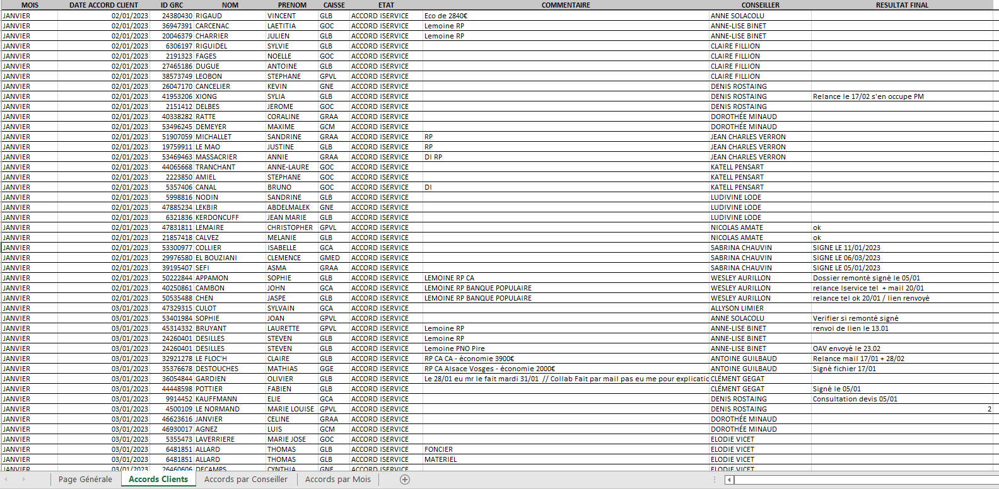 MOIS DATE ACCORD CLIENT ID GRC NOM PRENOM CAISSE ETAT COMMENTAIRE CONSEILLER RESULTAT FINAL
JANVIER 02/01/2023 24380430 RIGAUD VINCENT GLB ACCORD ISERVICE Eco de 2840€ ANNE SOLACOLU
JANVIER 02/01/2023 36947391 CARCENAC LAETITIA GOC ACCORD ISERVICE Lemoine RP ANNE-LISE BINET
JANVIER 02/01/2023 20046379 CHARRIER JULIEN GLB ACCORD ISERVICE Lemoine RP ANNE-LISE BINET
JANVIER 02/01/2023 6306197 RIGUIDEL SYLVIE GLB ACCORD ISERVICE CLAIRE FILLION
JANVIER 02/01/2023 2191323 FAGES NOELLE GOC ACCORD ISERVICE CLAIRE FILLION
JANVIER 02/01/2023 27465186 DUGUE ANTOINE GLB ACCORD ISERVICE CLAIRE FILLION
JANVIER 02/01/2023 38573749 LEOBON STEPHANE GPVL ACCORD ISERVICE CLAIRE FILLION
JANVIER 02/01/2023 26047170 CANCELIER KEVIN GNE ACCORD ISERVICE DENIS ROSTAING
JANVIER 02/01/2023 41953206 XIONG SYLIA GLB ACCORD ISERVICE DENIS ROSTAING Relance le 17/02 s'en occupe PM
JANVIER 02/01/2023 2151412 DELBES JEROME GOC ACCORD ISERVICE DENIS ROSTAING
JANVIER 02/01/2023 40338282 RATTE CORALINE GRAA ACCORD ISERVICE DOROTHÉE MINAUD
JANVIER 02/01/2023 53496245 DEMEYER MAXIME GCM ACCORD ISERVICE DOROTHÉE MINAUD
JANVIER 02/01/2023 51907059 MICHALLET SANDRINE GRAA ACCORD ISERVICE RP JEAN CHARLES VERRON
JANVIER 02/01/2023 19759911 LE MAO JUSTINE GLB ACCORD ISERVICE RP JEAN CHARLES VERRON
JANVIER 02/01/2023 53469463 MASSACRIER ANNIE GRAA ACCORD ISERVICE DI RP JEAN CHARLES VERRON
JANVIER 02/01/2023 44065668 TRANCHANT ANNE-LAURE GOC ACCORD ISERVICE KATELL PENSART
JANVIER 02/01/2023 2223850 AMIEL STEPHANE GOC ACCORD ISERVICE KATELL PENSART
JANVIER 02/01/2023 5357406 CANAL BRUNO GOC ACCORD ISERVICE DI KATELL PENSART
JANVIER 02/01/2023 5998816 NODIN SANDRINE GLB ACCORD ISERVICE LUDIVINE LODE
JANVIER 02/01/2023 47885234 LEKBIR ABDELMALEK GNE ACCORD ISERVICE LUDIVINE LODE
JANVIER 02/01/2023 6321836 KERDONCUFF JEAN MARIE GLB ACCORD ISERVICE LUDIVINE LODE
JANVIER 02/01/2023 47831811 LEMAIRE CHRISTOPHER GPVL ACCORD ISERVICE NICOLAS AMATE ok
JANVIER 02/01/2023 21857418 CALVEZ MELANIE GLB ACCORD ISERVICE NICOLAS AMATE ok
JANVIER 02/01/2023 53300977 COLLIER ISABELLE GCA ACCORD ISERVICE SABRINA CHAUVIN SIGNE LE 11/01/2023
JANVIER 02/01/2023 29976580 EL BOUZIANI CLEMENCE GMED ACCORD ISERVICE SABRINA CHAUVIN SIGNE LE 06/03/2023
JANVIER 02/01/2023 39195407 SEFI ASMA GRAA ACCORD ISERVICE SABRINA CHAUVIN SIGNE LE 05/01/2023
JANVIER 02/01/2023 50222844 APPAMON SOPHIE GLB ACCORD ISERVICE LEMOINE RP CA WESLEY AURILLON Dossier remonté signé le 05/01
JANVIER 02/01/2023 40250861 CAMBON JOHN GCA ACCORD ISERVICE LEMOINE RP BANQUE POPULAIRE WESLEY AURILLON relance Iservice tel + mail 20/01
JANVIER 02/01/2023 50535488 CHEN JASPE GLB ACCORD ISERVICE LEMOINE RP BANQUE POPULAIRE WESLEY AURILLON relance tel ok 20/01 / lien renvoyé
JANVIER 03/01/2023 47329315 CULOT SYLVAIN GCA ACCORD ISERVICE ALLYSON LIMIER
JANVIER 03/01/2023 53401984 SOPHIE JOAN GPVL ACCORD ISERVICE ANNE SOLACOLU Verifier si remonté signé
JANVIER 03/01/2023 45314332 BRUYANT LAURETTE GPVL ACCORD ISERVICE Lemoine RP ANNE-LISE BINET renvoi de lien le 13.01
JANVIER 03/01/2023 24260401 DESILLES STEVEN GLB ACCORD ISERVICE Lemoine RP ANNE-LISE BINET
JANVIER 03/01/2023 24260401 DESILLES STEVEN GLB ACCORD ISERVICE Lemoine PNO Pire ANNE-LISE BINET OAV envoyé le 23.02
JANVIER 03/01/2023 32921278 LE FLOC'H CLAIRE GLB ACCORD ISERVICE RP CA CA - économie 3900€ ANTOINE GUILBAUD Relance mail 17/01 + 28/02
JANVIER 03/01/2023 35376678 DESTOUCHES MATHIAS GGE ACCORD ISERVICE RP CA Alsace Vosges - économie 2000€ ANTOINE GUILBAUD Signé fichier 17/01
JANVIER 03/01/2023 36054844 GARDIEN OLIVIER GLB ACCORD ISERVICE Le 28/01 eu mr le fait mardi 31/01 // Collab Fait par mail pas eu me pour explicatic CLÉMENT GEGAT
JANVIER 03/01/2023 44448598 POTTIER FABIEN GLB ACCORD ISERVICE CLÉMENT GEGAT Signé le 05/01
JANVIER 03/01/2023 9914452 KAUFFMANN ELIE GCA ACCORD ISERVICE DENIS ROSTAING Consultation devis 05/01
JANVIER 03/01/2023 4500109 LE NORMAND MARIE LOUISE GPVL ACCORD ISERVICE DENIS ROSTAING 2
JANVIER 03/01/2023 46623616 JANVIER CELINE GRAA ACCORD ISERVICE DOROTHÉE MINAUD
JANVIER 03/01/2023 46930017 AGNEZ LUIS GCM ACCORD ISERVICE DOROTHÉE MINAUD
JANVIER 03/01/2023 5355473 LAVERRIERE MARIE JOSE GOC ACCORD ISERVICE ELODIE VICET
JANVIER 03/01/2023 6481851 ALLARD THOMAS GLB ACCORD ISERVICE FONCIER ELODIE VICET
JANVIER 03/01/2023 6481851 ALLARD THOMAS GLB ACCORD ISERVICE MATERIEL ELODIE VICET
JANVIER 03/01/2023 26460606 DECAMPS CYNTHIA GNE ACCORD ISERVICE ELODIE VICET
Page Générale Accords Clients Accords par Conseiller Accords par Mois